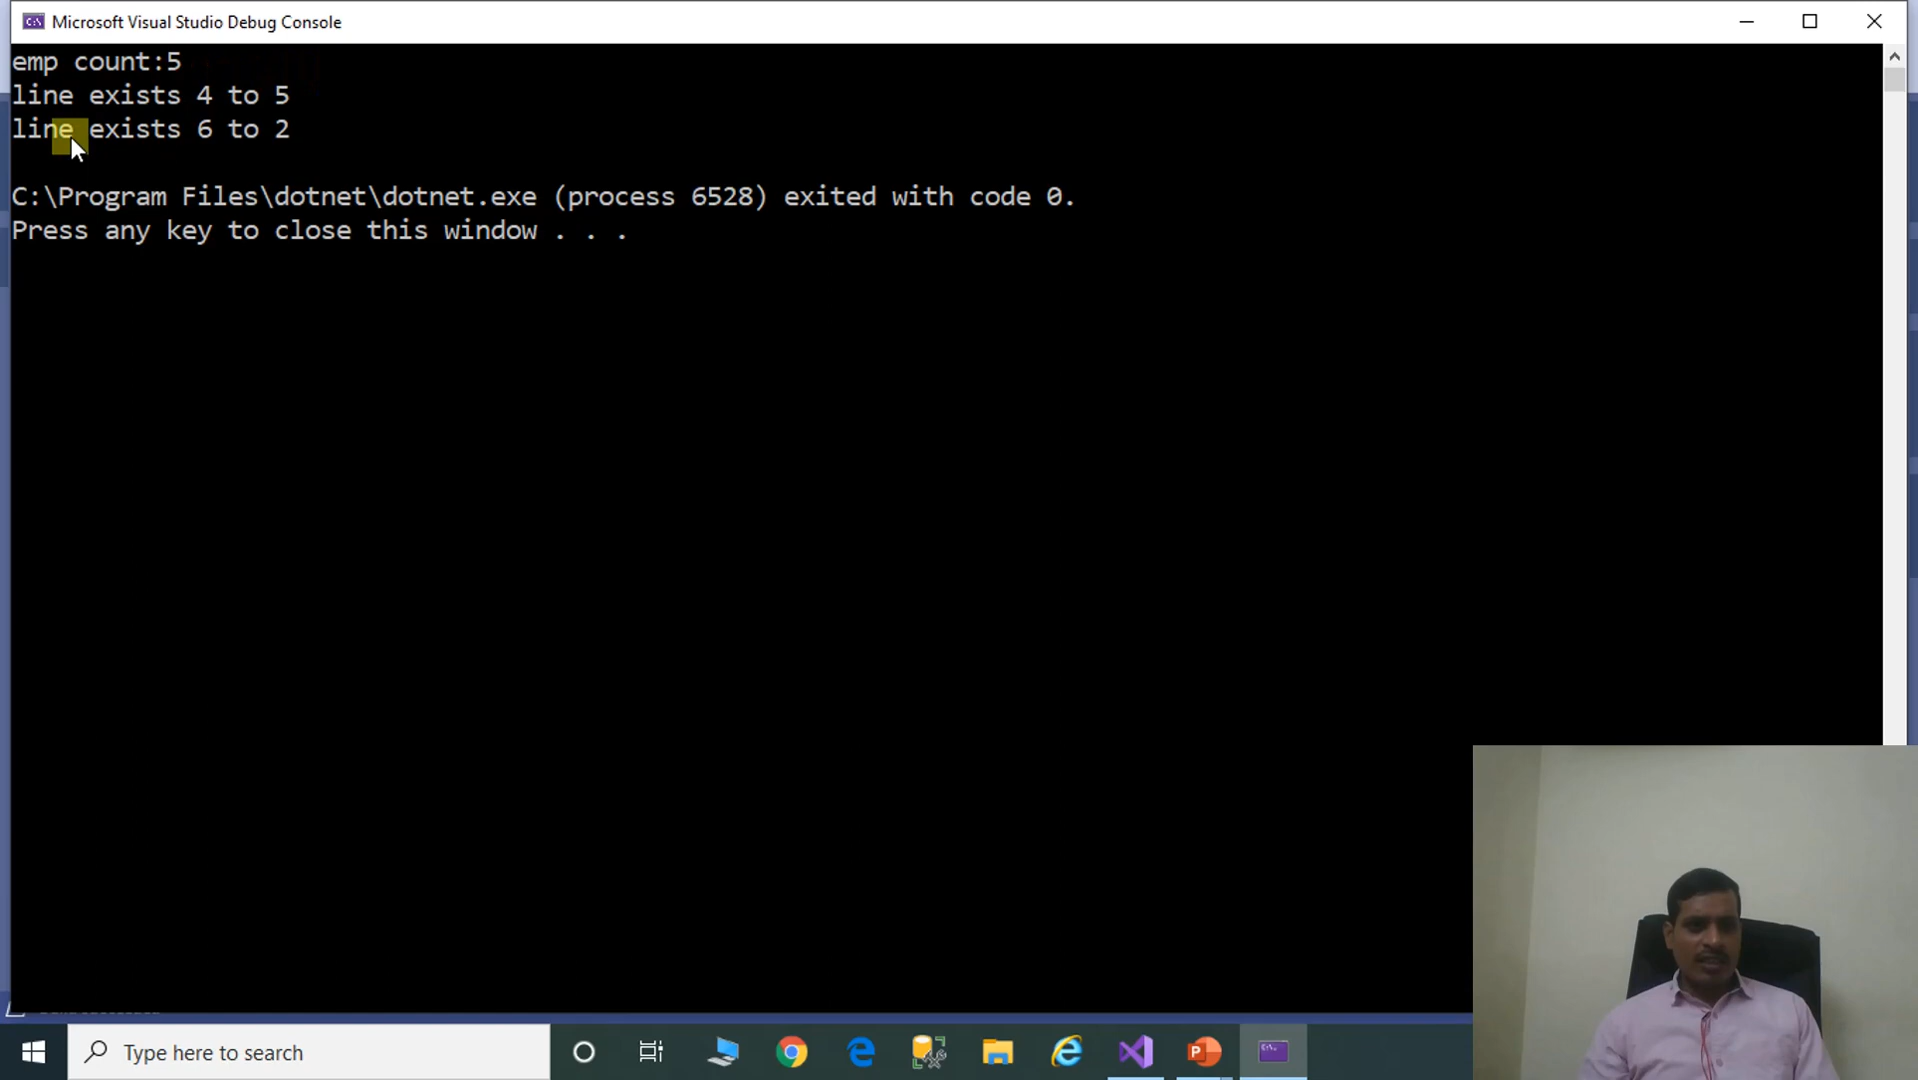 Microsoft Visual Studio Debug Console
emp count:5
line exists 4 to 5
line exists 6 to 2
C:\Program Files\dotnet\dotnet.exe (process 6528) exited with code 0.
Press any key to close this window . . .
Type here to search